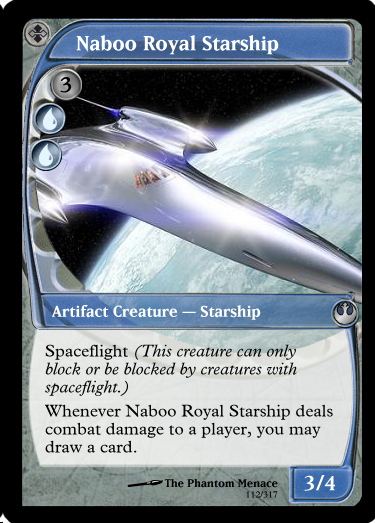 Naboo Royal Starship
3
Artifact Creature — Starship
Spaceflight (This creature can only
block or be blocked by creatures with
spaceflight.)
Whenever Naboo Royal Starship deals
combat damage to a player, you may
draw a card.
The Phantom Menace
112/317
3/4